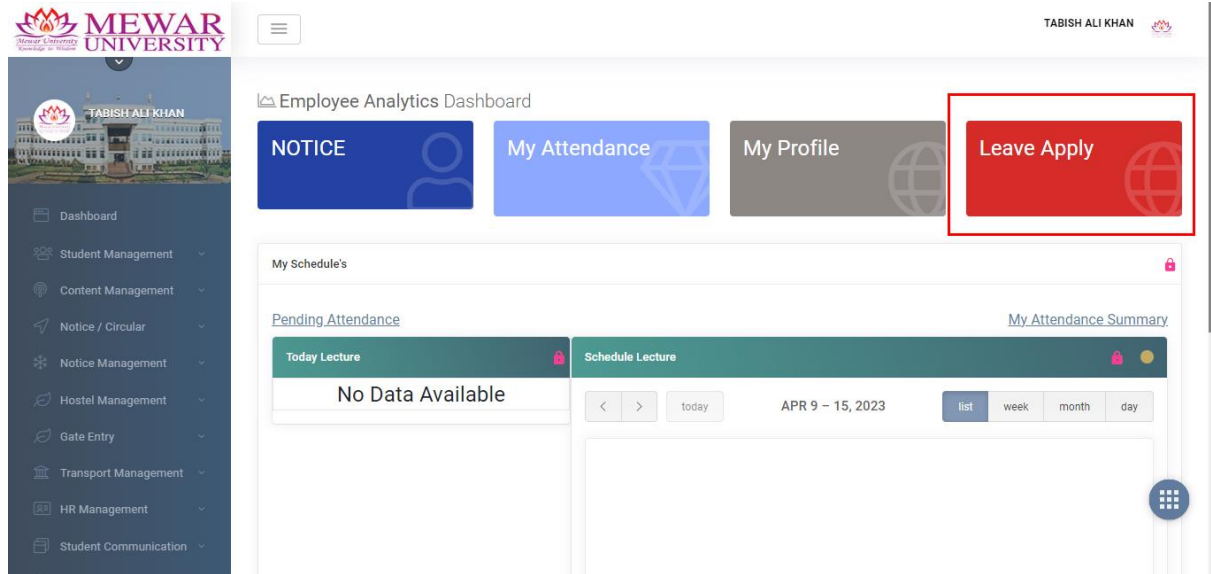 MEWAR
UNIVERSITY
Mewar University
Knowledge to Wisdom
TABISH ALI KHAN
TABISH ALI KHAN
Dashboard
Student Management
Content Management
Notice / Circular
Notice Management
Hostel Management
Gate Entry
Transport Management
HR Management
Student Communication
Employee Analytics Dashboard
NOTICE
My Attendance
My Profile
Leave Apply
My Schedule's
Pending Attendance
My Attendance Summary
Today Lecture
No Data Available
Schedule Lecture
today
APR 9 – 15, 2023
list
week
month
day